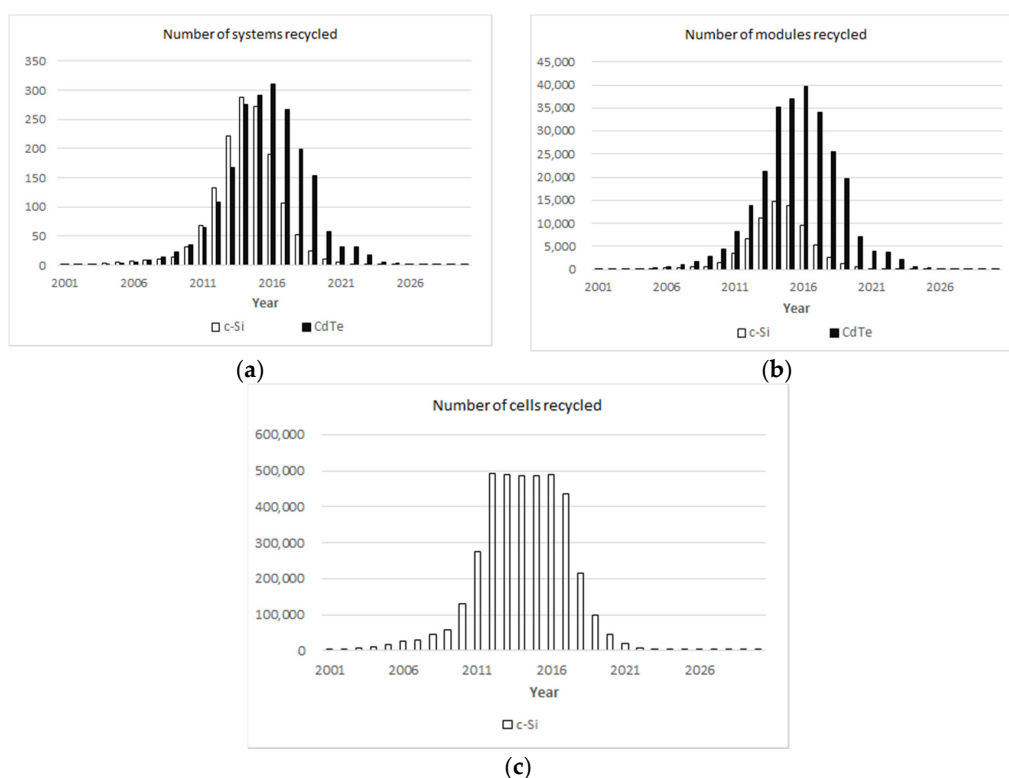 Number of systems recycled
350
300
250
200
150
100
50
0
2001 2006 2011 2016 2021 2026
Year
c-Si CdTe
(a)
Number of modules recycled
45,000
40,000
35,000
30,000
25,000
20,000
15,000
10,000
5,000
0
2001 2006 2011 2016 2021 2026
Year
c-Si CdTe
(b)
Number of cells recycled
600,000
500,000
400,000
300,000
200,000
100,000
0
2001 2006 2011 2016 2021 2026
Year
c-Si
(c)